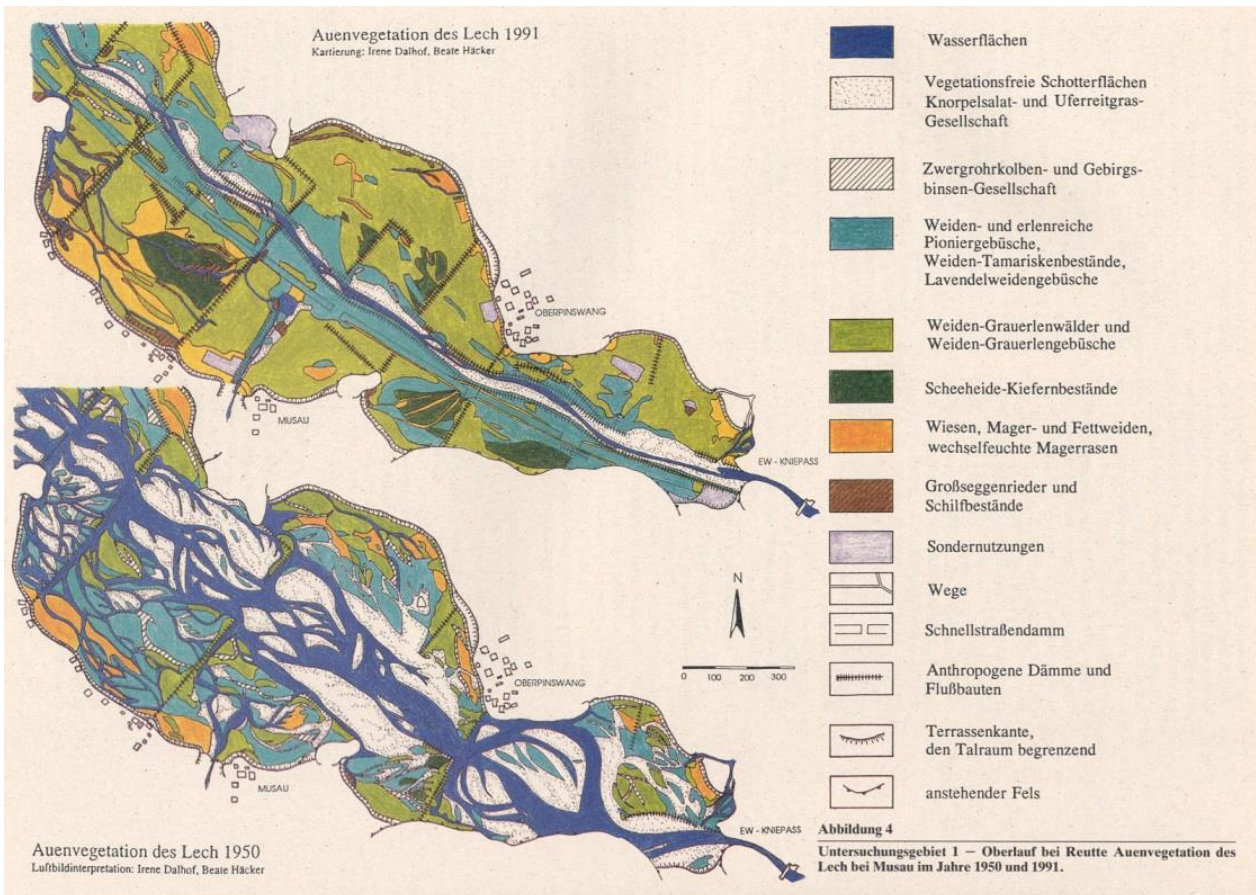 Auenvegetation des Lech 1991
Kartierung: Irene Dalhof, Beate Häcker
OBERPINSWANG
MUSAU
EW - KNIEPASS
Auenvegetation des Lech 1950
Luftbildinterpretation: Irene Dalhof, Beate Häcker
OBERPINSWANG
MUSAU
EW - KNIEPASS
N
0 100 200 300
Wasserflächen
Vegetationsfreie Schotterflächen
Knorpelsalat- und Uferreitgras-
Gesellschaft
Zwergrohrkolben- und Gebirgs-
binsen-Gesellschaft
Weiden- und erlenreiche
Pioniergebüsche,
Weiden-Tamariskenbestände,
Lavendelweidengebüsche
Weiden-Grauerlenwälder und
Weiden-Grauerlengebüsche
Scheeheide-Kiefernbestände
Wiesen, Mager- und Fettweiden,
wechselfeuchte Magerrasen
Großseggenrieder und
Schilfbestände
Sondernutzungen
Wege
Schnellstraßendamm
Anthropogene Dämme und
Flußbauten
Terrassenkante,
den Talraum begrenzend
anstehender Fels
Abbildung 4
Untersuchungsgebiet 1 — Oberlauf bei Reutte Auenvegetation des
Lech bei Musau im Jahre 1950 und 1991.